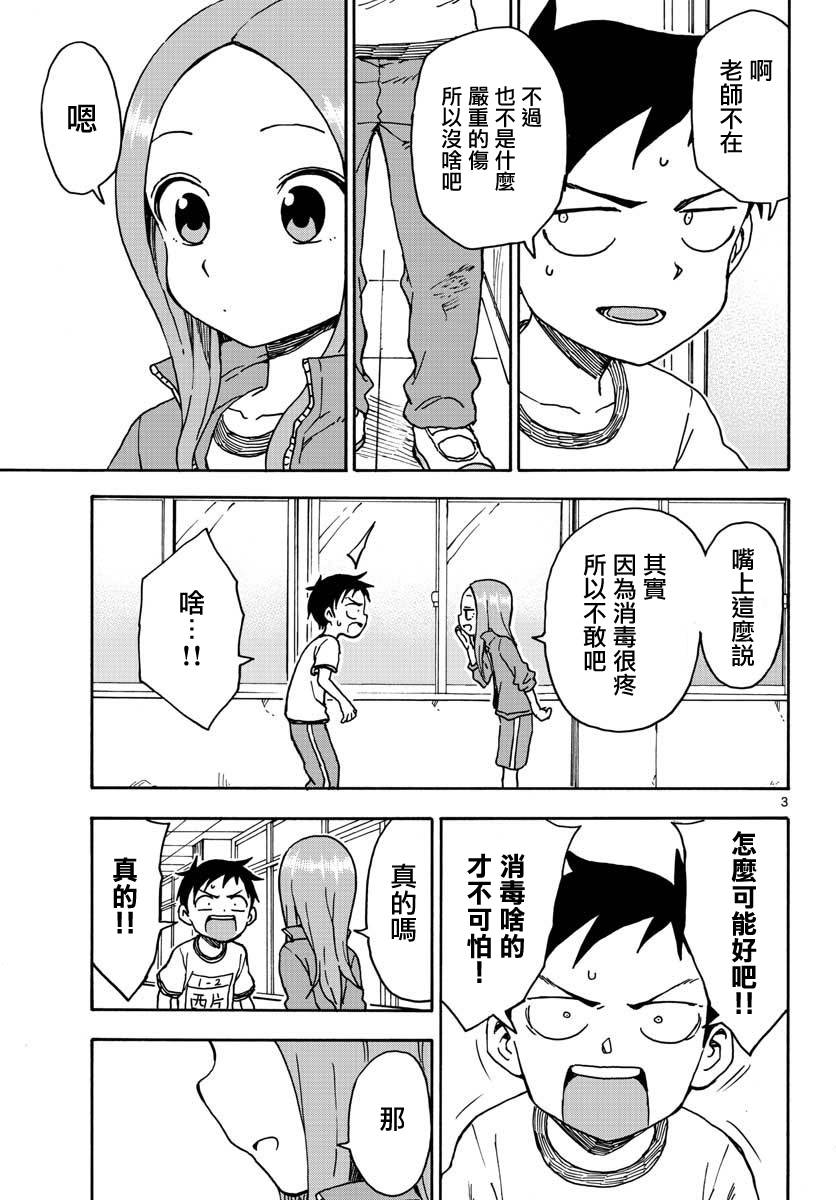 啊
老師不在
不過
也不是什麼
嚴重的傷
所以沒啥吧
嗯
嘴上這麼説
其實
因為消毒很疼
所以不敢吧
啥…!!
3
怎麼可能好吧!!
消毒啥的
才不可怕!
真的嗎
真的!!
1-2
西片
那